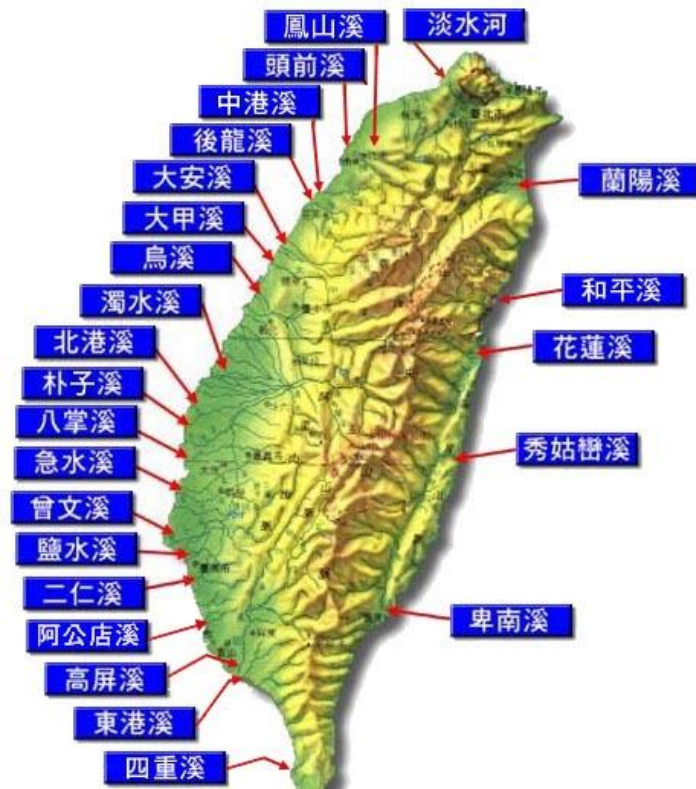 鳳山溪
淡水河
頭前溪
中港溪
後龍溪
大安溪
大甲溪
烏溪
濁水溪
北港溪
朴子溪
八掌溪
急水溪
曾文溪
鹽水溪
二仁溪
阿公店溪
高屏溪
東港溪
四重溪
蘭陽溪
和平溪
花蓮溪
秀姑巒溪
卑南溪